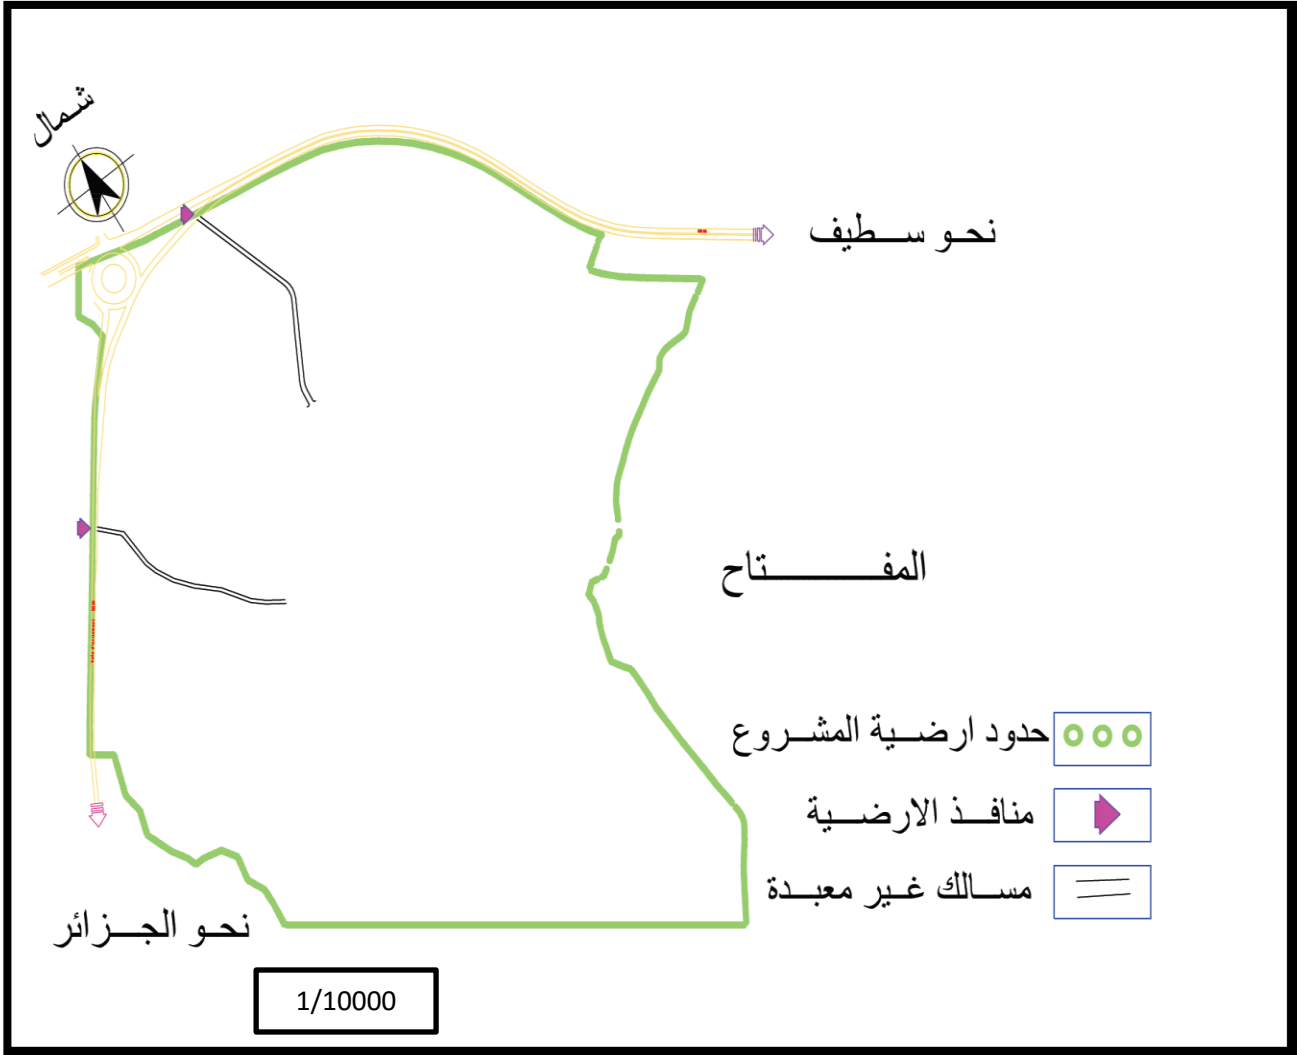 شمال
نحو سطيف
المفتاح
حدود ارضية المشروع
منافذ الارضية
مسالك غير معبدة
نحو الجزائر
1/10000